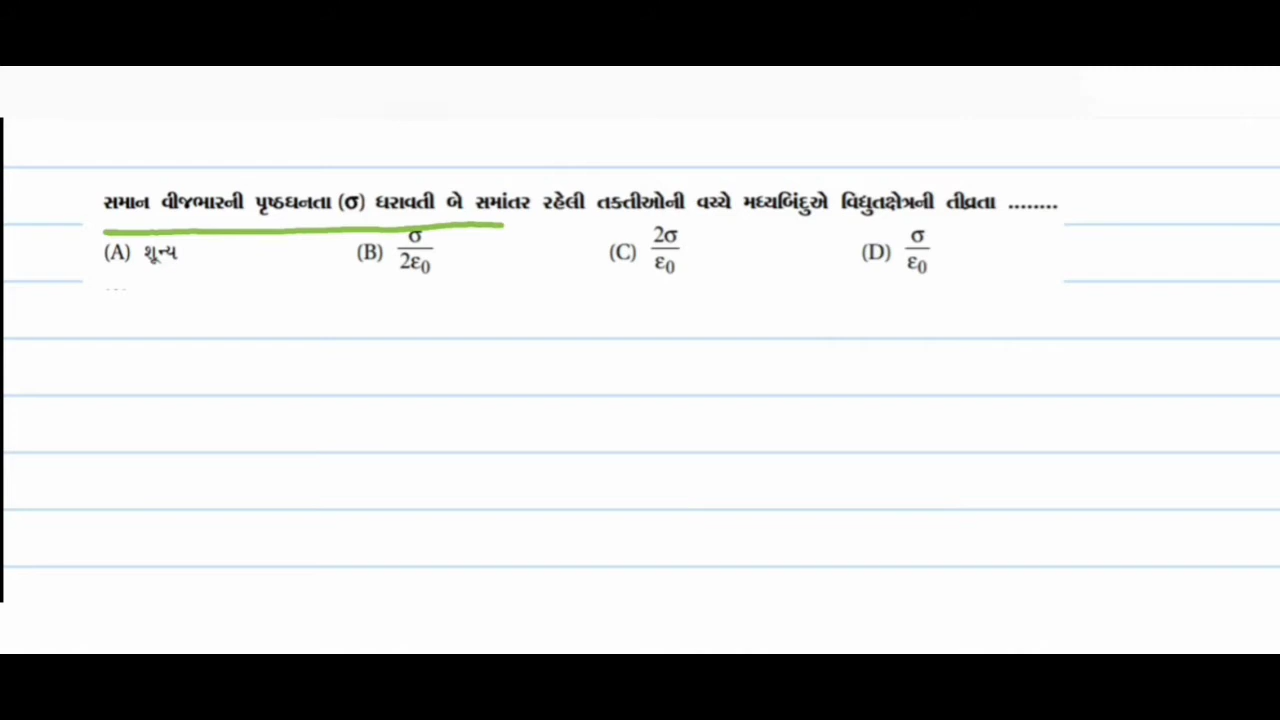 સમાન વીજભારની પૃષ્ઠઘનતા (σ) ધરાવતી બે સમાંતર રહેલી તક્તીઓની વચ્ચે મધ્યબિંદુએ વિદ્યુતક્ષેત્રની તીવ્રતા ........
(A) શૂન્ય (B) σ/2ε₀ (C) 2σ/ε₀ (D) σ/ε₀